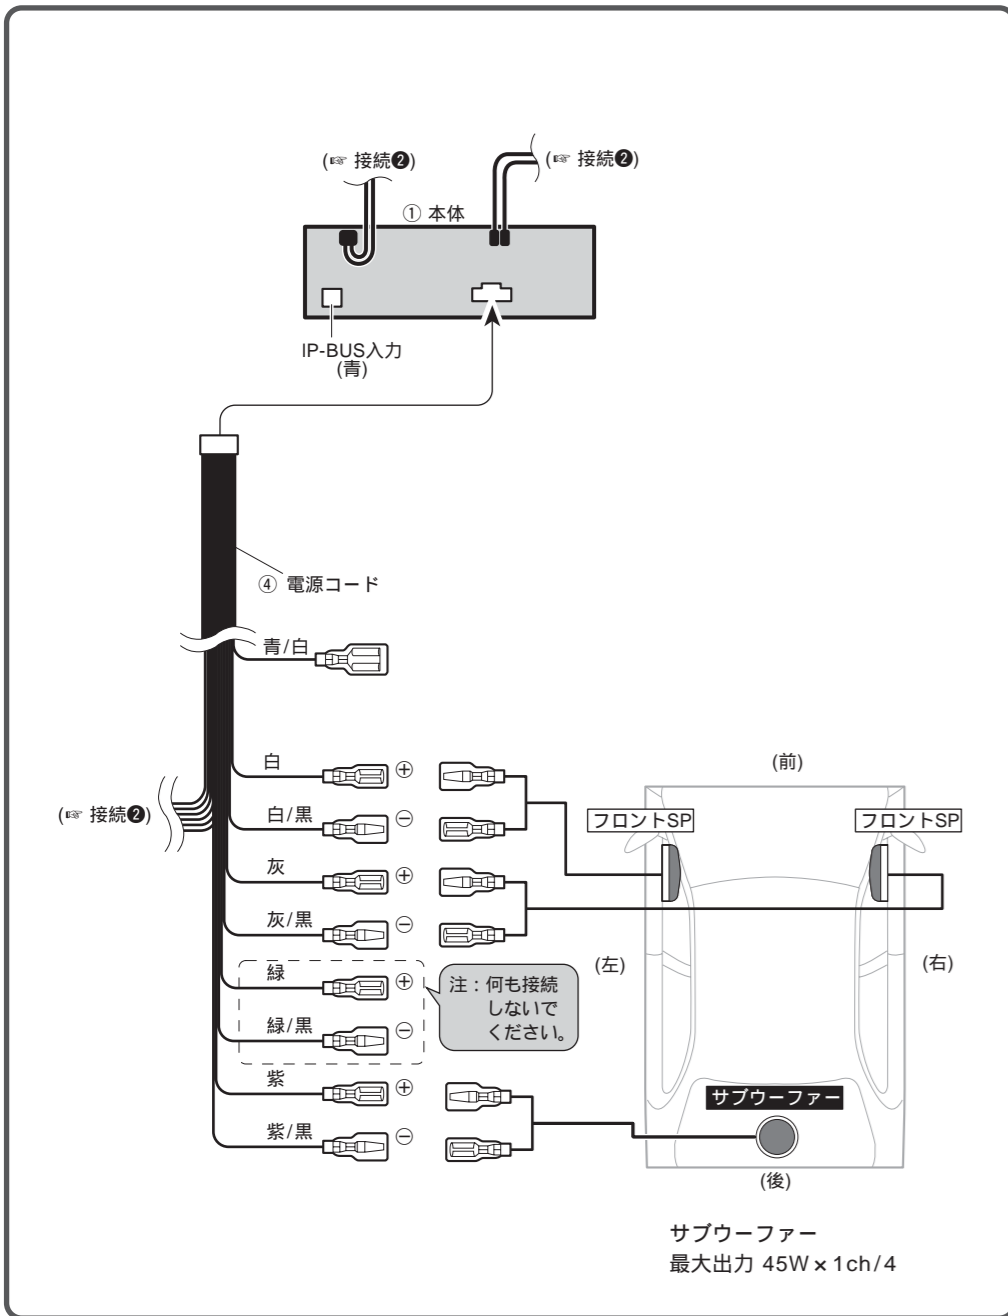 (☞ 接続❷)
(☞ 接続❷)
① 本体
IP-BUS入力
(青)
④ 電源コード
青/白
白
⊕
白/黒
⊖
灰
⊕
灰/黒
⊖
緑
⊕
緑/黒
⊖
紫
⊕
紫/黒
⊖
(☞ 接続❷)
注：何も接続
しないで
ください。
(前)
フロントSP
フロントSP
(左)
(右)
サブウーファー
(後)
サブウーファー
最大出力 45W × 1ch/4